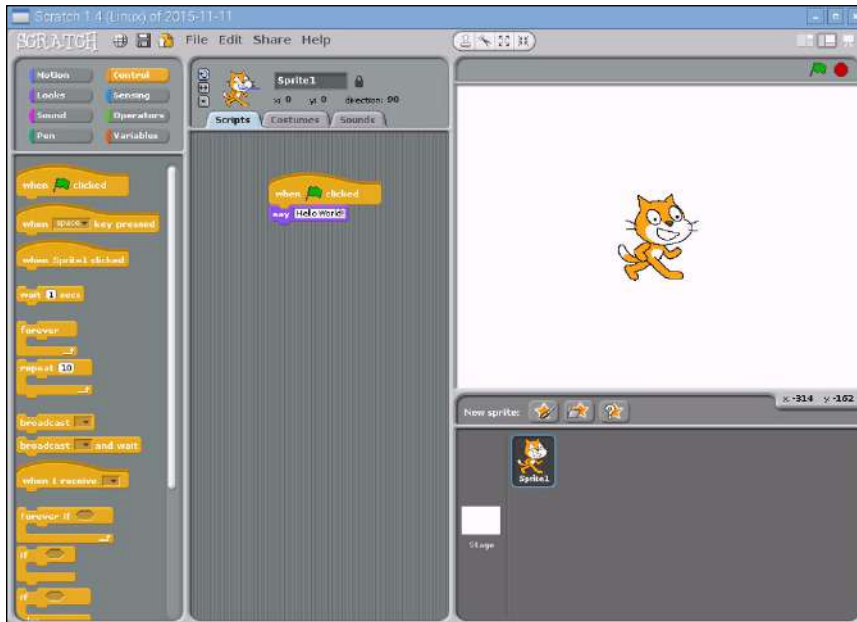 Scratch 1.4 (Linux) of 2015-11-11
SCRATCH File Edit Share Help
Motion Control
Looks Sensing
Sound Operators
Pen Variables
Sprite1
x: 0 y: 0 direction: 90
Scripts Costumes Sounds
when clicked
when space key pressed
when Sprite1 clicked
wait 1 secs
forever
repeat 10
broadcast
broadcast and wait
when I receive
forever if
if
if
when clicked
say Hello World!
x: -314 y: -162
New sprite:
Sprite1
Stage